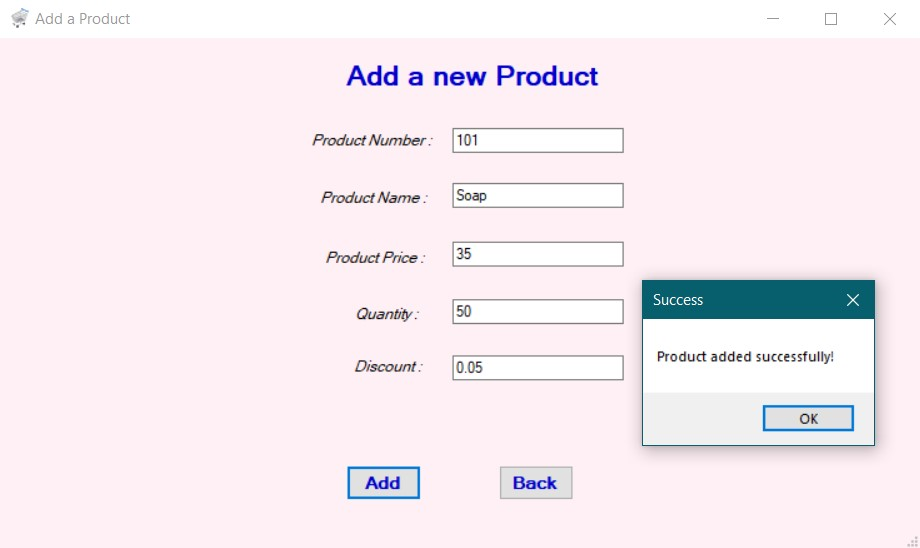 Add a Product
Add a new Product
Product Number : 101
Product Name : Soap
Product Price : 35
Success
Quantity : 50
Product added successfully!
Discount : 0.05
OK
Add Back